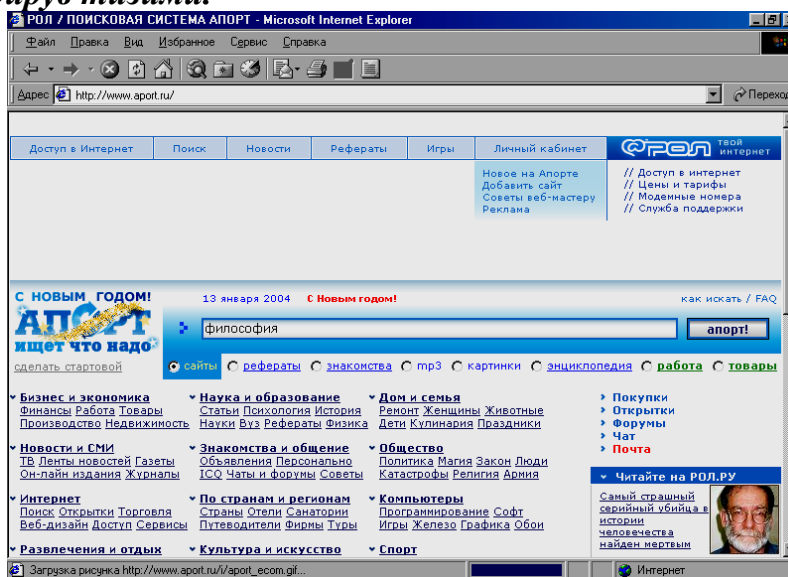 РОЛ / ПОИСКОВАЯ СИСТЕМА АПОРТ - Microsoft Internet Explorer
Файл Правка Вид Избранное Сервис Справка
Адрес http://www.aport.ru/ Переход
Доступ в Интернет Поиск Новости Рефераты Игры Личный кабинет @РОЛ твой интернет
Новое на Апорте
Добавить сайт
Советы веб-мастеру
Реклама
// Доступ в интернет
// Цены и тарифы
// Модемные номера
// Служба поддержки
С НОВЫМ ГОДОМ!
АПОРТ
ищет что надо
сделать стартовой
13 января 2004 С Новым годом! как искать / FAQ
философия апорт!
сайты рефераты знакомства mp3 картинки энциклопедия работа товары
Бизнес и экономика
Финансы Работа Товары
Производство Недвижимость
Наука и образование
Статьи Психология История
Науки Вуз Рефераты Физика
Дом и семья
Ремонт Женщины Животные
Дети Кулинария Праздники
Новости и СМИ
ТВ Ленты новостей Газеты
Он-лайн издания Журналы
Знакомства и общение
Объявления Персонально
ICQ Чаты и форумы Советы
Общество
Политика Магия Закон Люди
Катастрофы Религия Армия
Интернет
Поиск Открытки Торговля
Веб-дизайн Доступ Сервисы
По странам и регионам
Страны Отели Санатории
Путеводители Фирмы Туры
Компьютеры
Программирование Софт
Игры Железо Графика Обои
Развлечения и отдых
Культура и искусство
Спорт
Покупки
Открытки
Форумы
Чат
Почта
Читайте на РОЛ.РУ
Самый страшный
серийный убийца в
истории
человечества
найден мертвым
Загрузка рисунка http://www.aport.ru/i/aport_ecom.gif... Интернет